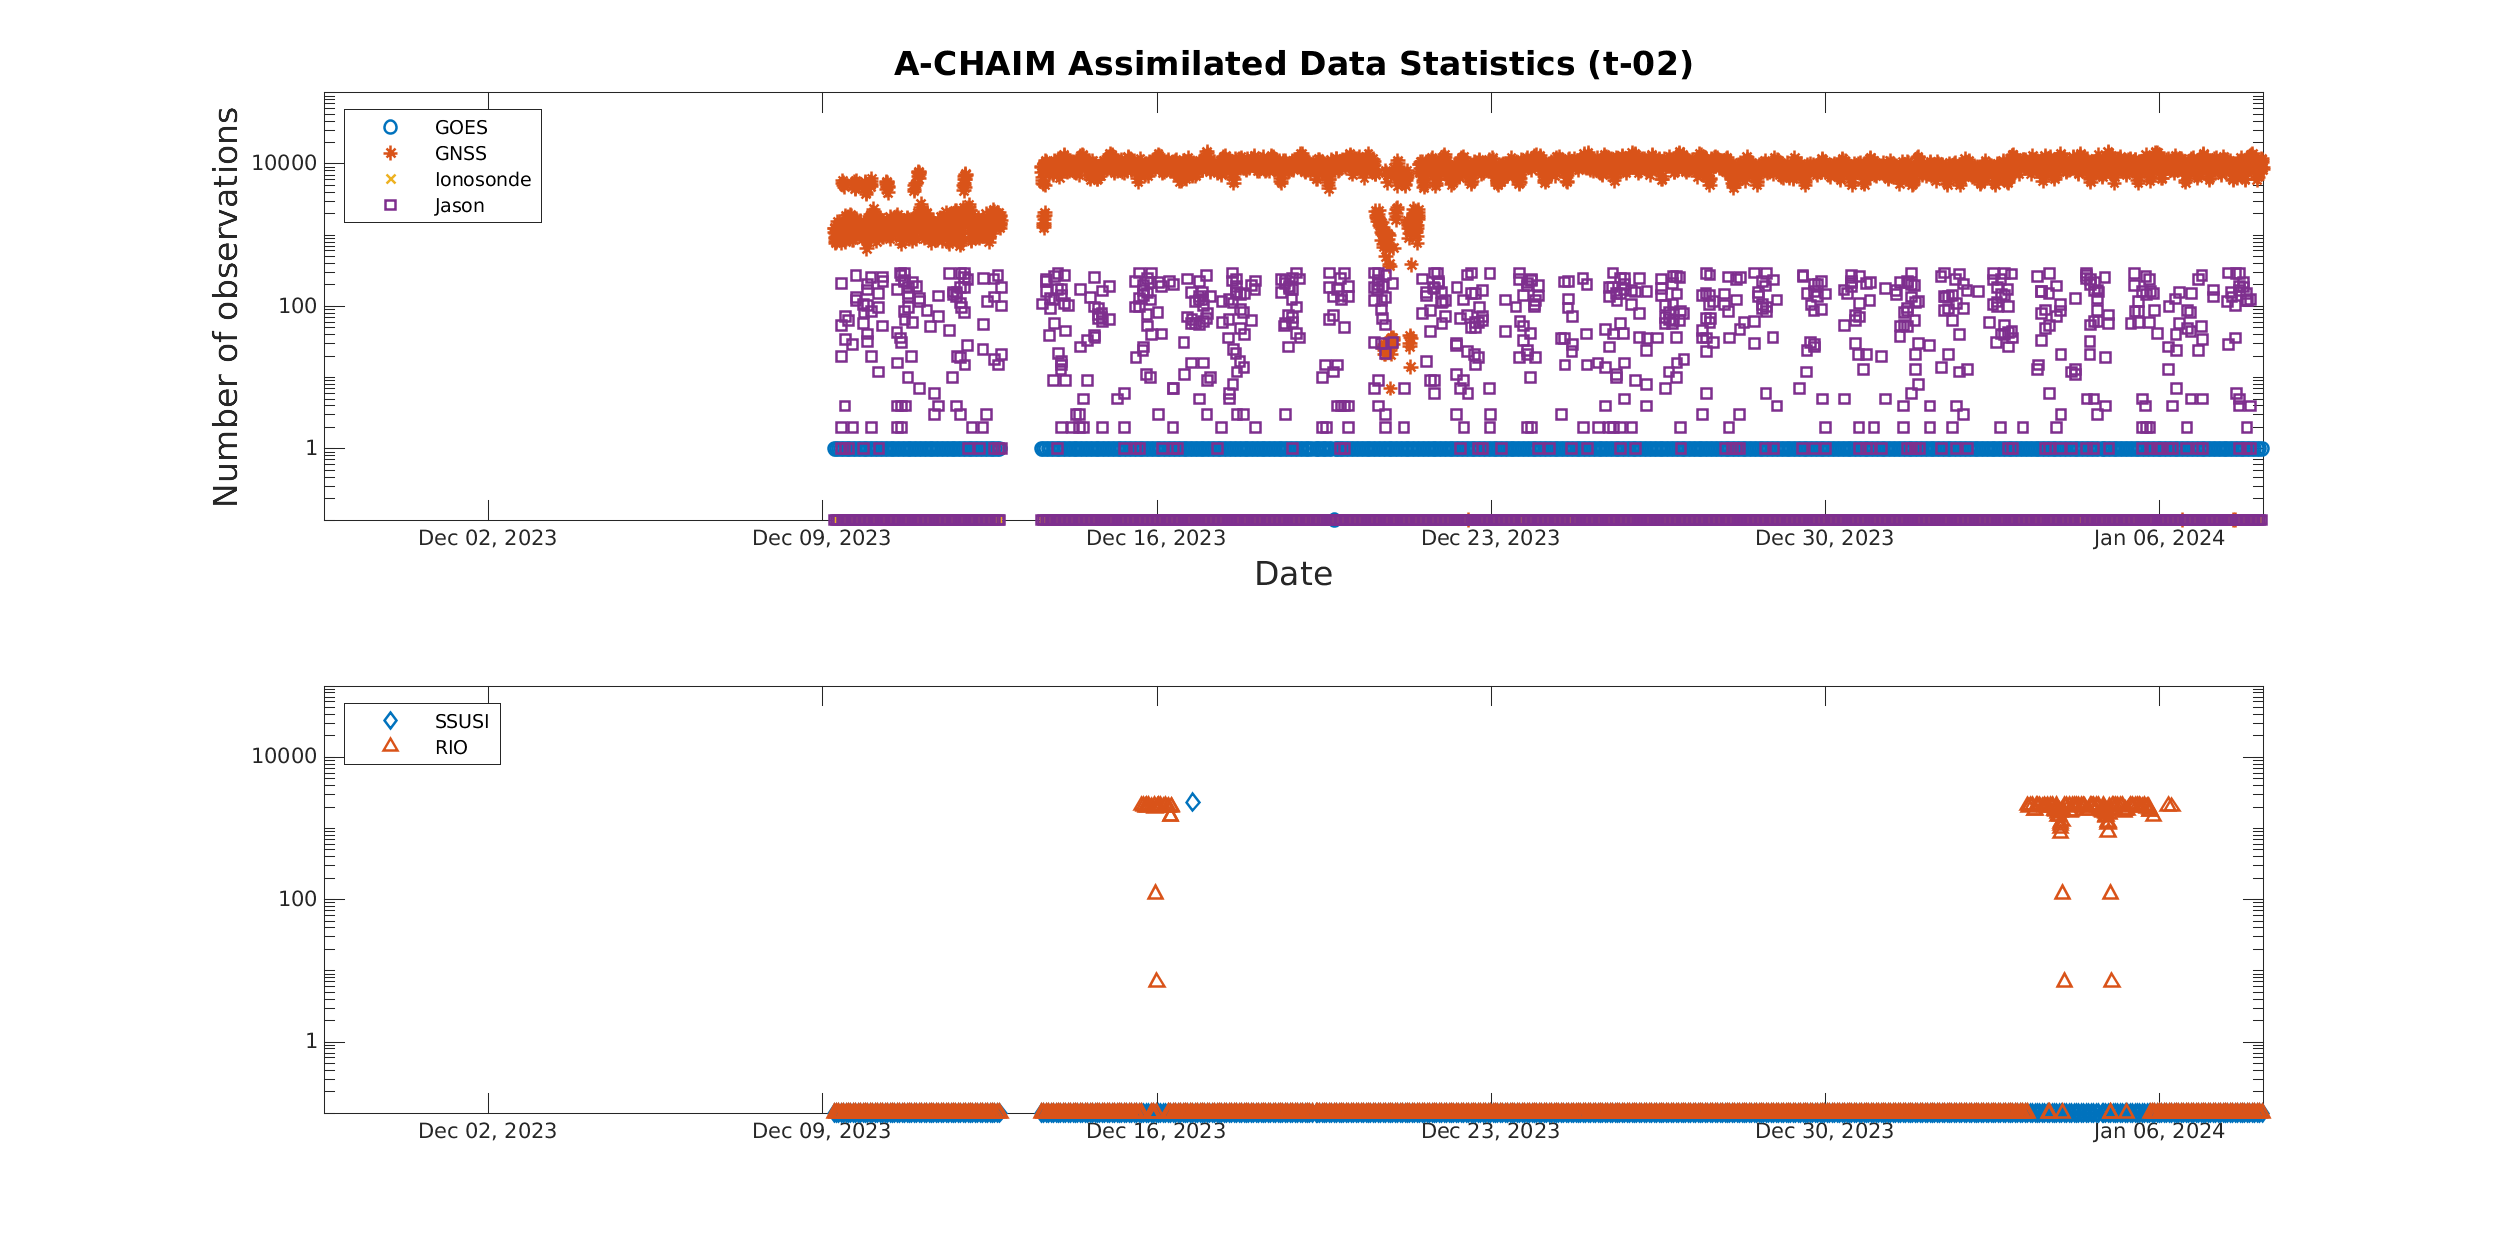 A-CHAIM Assimilated Data Statistics (t-02)
Number of observations
10000
100
1
GOES
GNSS
Ionosonde
Jason
Dec 02, 2023
Dec 09, 2023
Dec 16, 2023
Dec 23, 2023
Dec 30, 2023
Jan 06, 2024
Date
10000
100
1
SSUSI
RIO
Dec 02, 2023
Dec 09, 2023
Dec 16, 2023
Dec 23, 2023
Dec 30, 2023
Jan 06, 2024